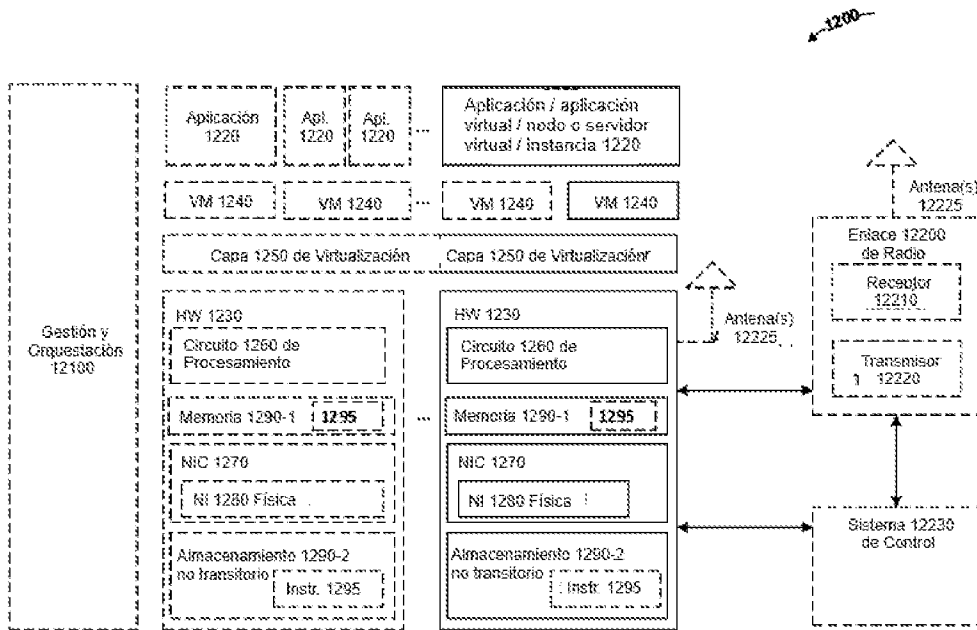 1200
Gestión y
Orquestación
12100
Aplicación
1220
Apl.
1220
Apl.
1220
...
Aplicación / aplicación
virtual / nodo o servidor
virtual / instancia 1220
VM 1240
VM 1240
...
VM 1240
VM 1240
Capa 1250 de Virtualización
Capa 1250 de Virtualización
HW 1230
Circuito 1260 de
Procesamiento
Memoria 1290-1
1295
NIC 1270
NI 1280 Física
Almacenamiento 1290-2
no transitorio
Instr. 1295
...
HW 1230
Circuito 1260 de
Procesamiento
Memoria 1290-1
1295
NIC 1270
NI 1280 Física
Almacenamiento 1290-2
no transitorio
Instr. 1295
Antena(s)
12225
Antena(s)
12225
Enlace 12200
de Radio
Receptor
12210
Transmisor
12220
Sistema 12230
de Control